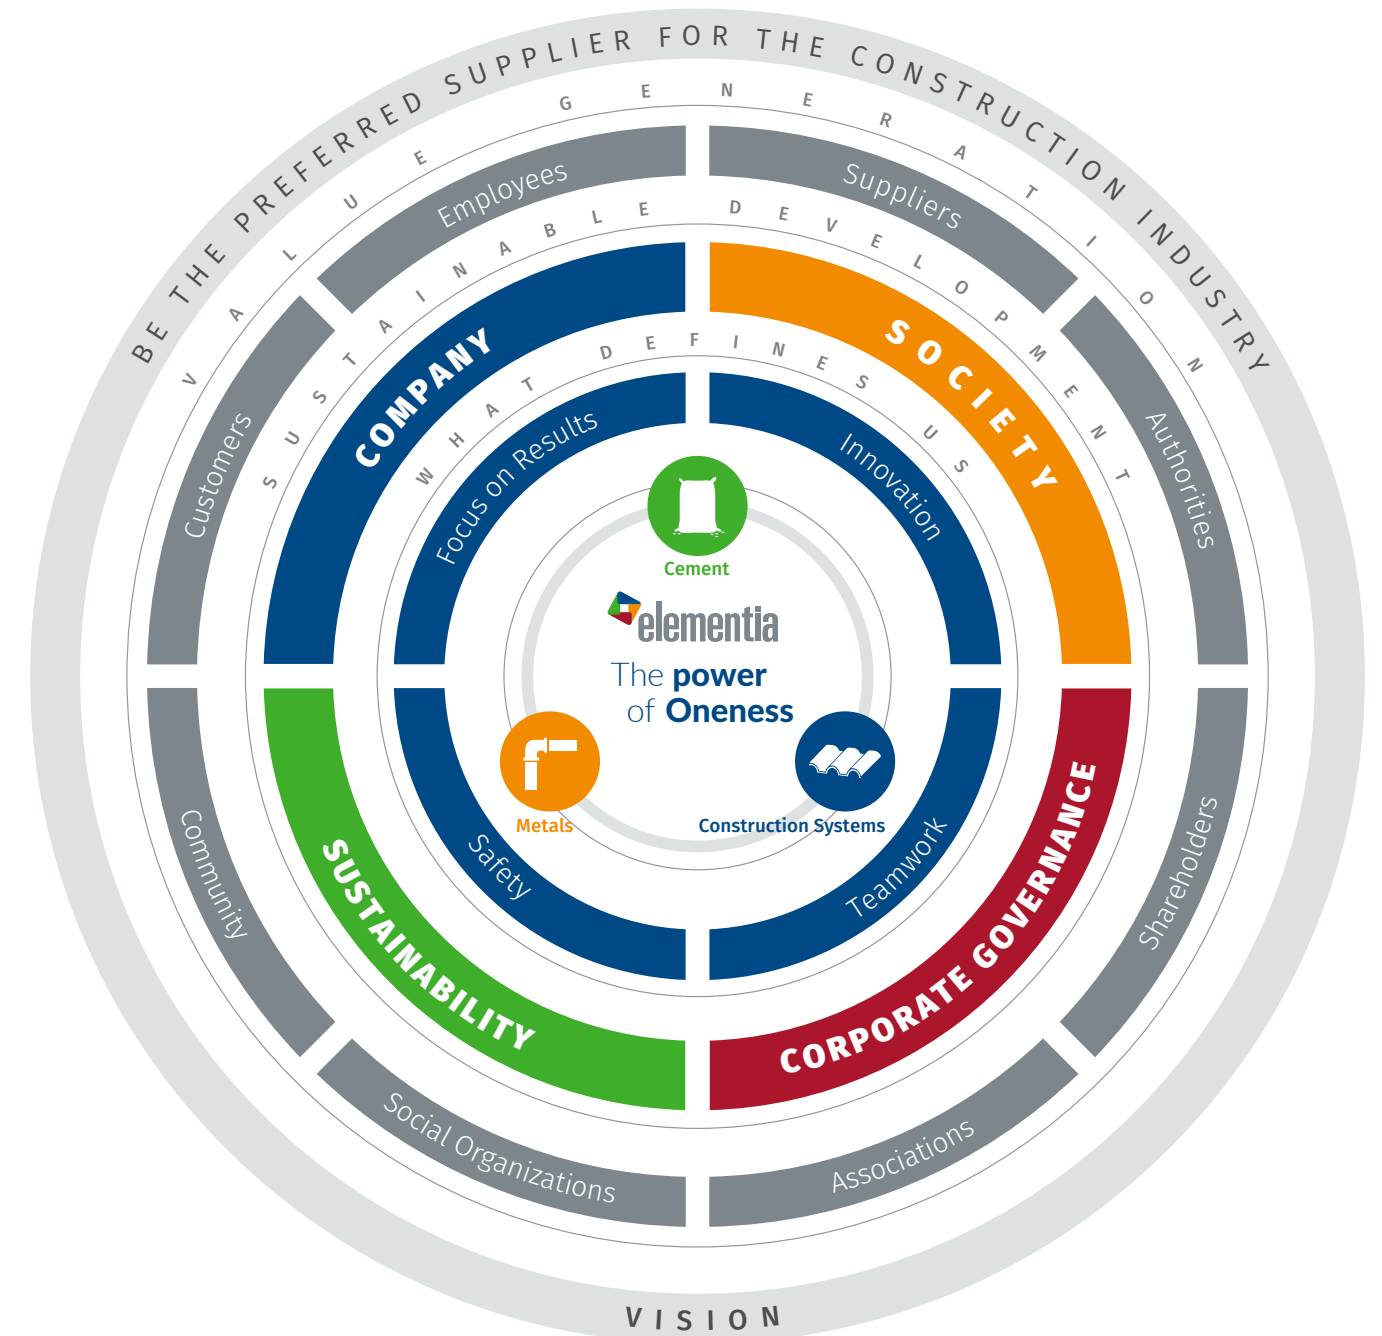 BE THE PREFERRED SUPPLIER FOR THE CONSTRUCTION INDUSTRY
VALUE GENERATION
Employees
Suppliers
Customers
Authorities
SUSTAINABLE DEVELOPMENT
COMPANY
SOCIETY
WHAT DEFINES US
Focus on Results
Innovation
Cement
elementia
The power
of Oneness
Metals
Construction Systems
Safety
Teamwork
SUSTAINABILITY
CORPORATE GOVERNANCE
Community
Shareholders
Social Organizations
Associations
VISION